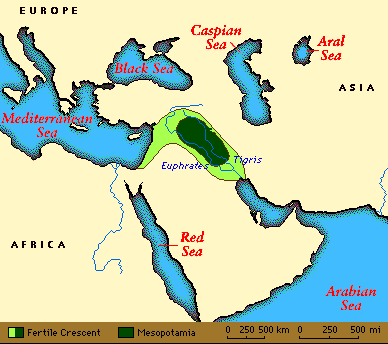 EUROPE
Caspian
Sea
Aral
Sea
Black Sea
ASIA
Mediterranean
Sea
Euphrates
Tigris
AFRICA
Red
Sea
Arabian
Sea
Fertile Crescent
Mesopotamia
0 250 500 km
0 250 500 mi